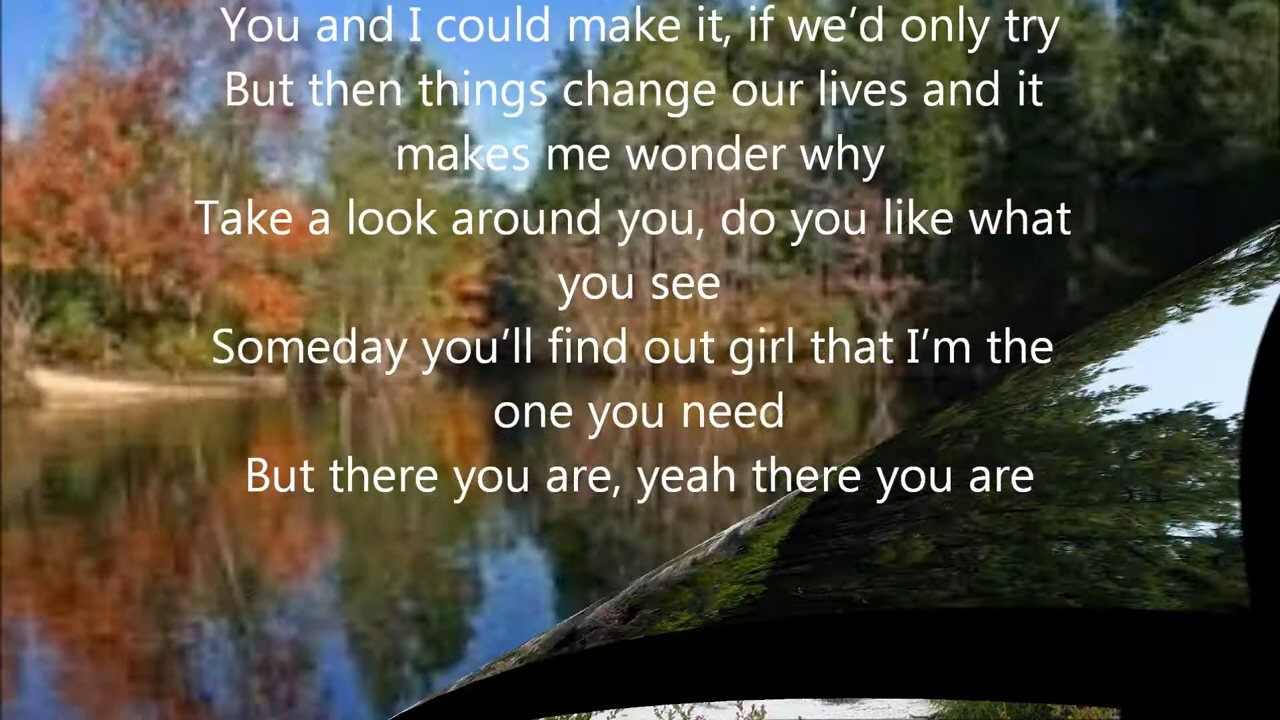 You and I could make it, if we’d only try
But then things change our lives and it
makes me wonder why
Take a look around you, do you like what
you see
Someday you’ll find out girl that I’m the
one you need
But there you are, yeah there you are